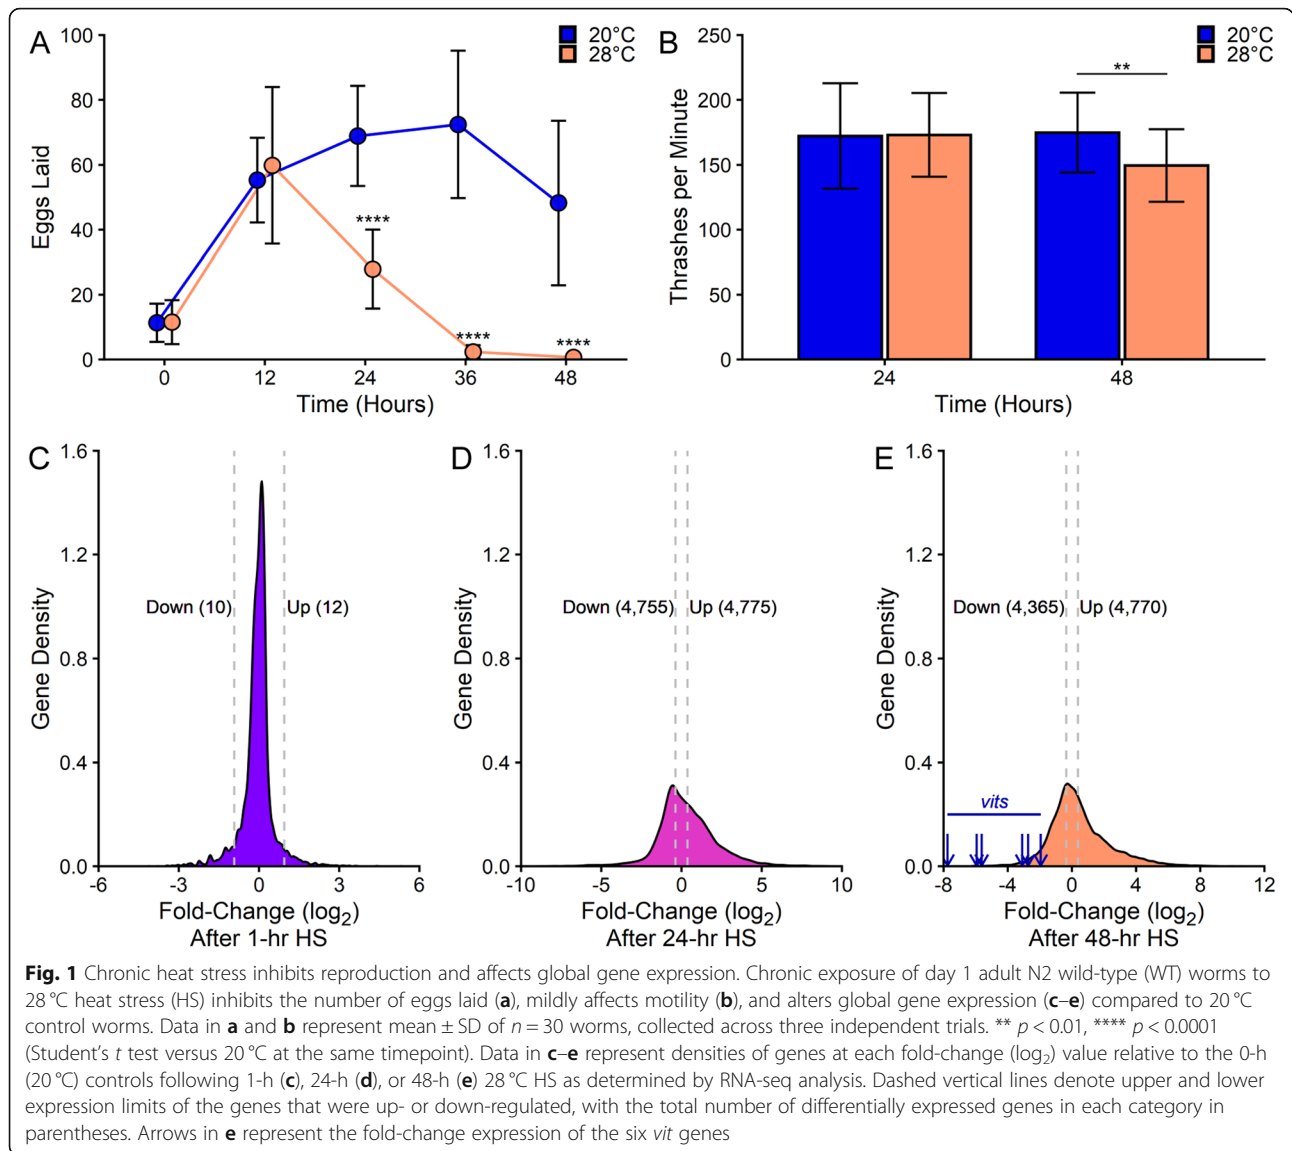 A
100
80
60
40
20
0
Eggs Laid
0 12 24 36 48
Time (Hours)
20°C
28°C
****
****
****
B
250
200
150
100
50
0
Thrashes per Minute
24 48
Time (Hours)
20°C
28°C
**
C
1.6
1.2
0.8
0.4
0.0
Gene Density
Down (10) Up (12)
-6 -3 0 3 6
Fold-Change (log2)
After 1-hr HS
D
1.6
1.2
0.8
0.4
0.0
Gene Density
Down (4,755) Up (4,775)
-10 -5 0 5 10
Fold-Change (log2)
After 24-hr HS
E
1.6
1.2
0.8
0.4
0.0
Gene Density
Down (4,365) Up (4,770)
vits
-8 -4 0 4 8 12
Fold-Change (log2)
After 48-hr HS
Fig. 1 Chronic heat stress inhibits reproduction and affects global gene expression. Chronic exposure of day 1 adult N2 wild-type (WT) worms to
28 °C heat stress (HS) inhibits the number of eggs laid (a), mildly affects motility (b), and alters global gene expression (c–e) compared to 20 °C
control worms. Data in a and b represent mean ± SD of n = 30 worms, collected across three independent trials. ** p < 0.01, **** p < 0.0001
(Student's t test versus 20 °C at the same timepoint). Data in c–e represent densities of genes at each fold-change (log2) value relative to the 0-h
(20 °C) controls following 1-h (c), 24-h (d), or 48-h (e) 28 °C HS as determined by RNA-seq analysis. Dashed vertical lines denote upper and lower
expression limits of the genes that were up- or down-regulated, with the total number of differentially expressed genes in each category in
parentheses. Arrows in e represent the fold-change expression of the six vit genes